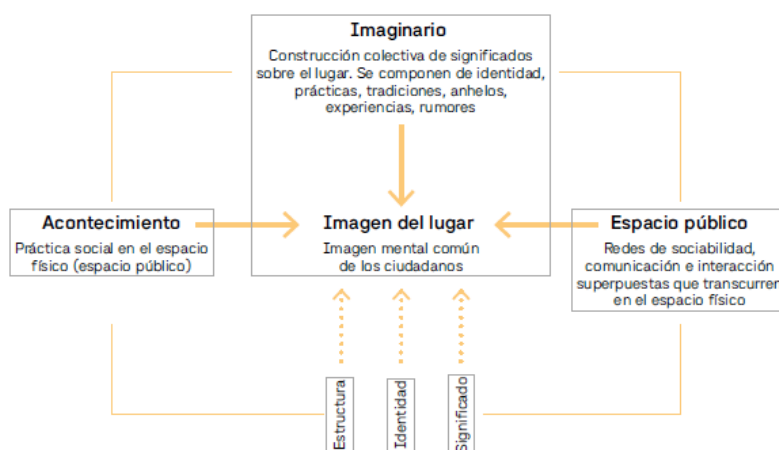 Imaginario
Construcción colectiva de significados
sobre el lugar. Se componen de identidad,
prácticas, tradiciones, anhelos,
experiencias, rumores
Acontecimiento
Práctica social en el espacio
físico (espacio público)
Imagen del lugar
Imagen mental común
de los ciudadanos
Espacio público
Redes de sociabilidad,
comunicación e interacción
superpuestas que transcurren
en el espacio físico
Estructura
Identidad
Significado